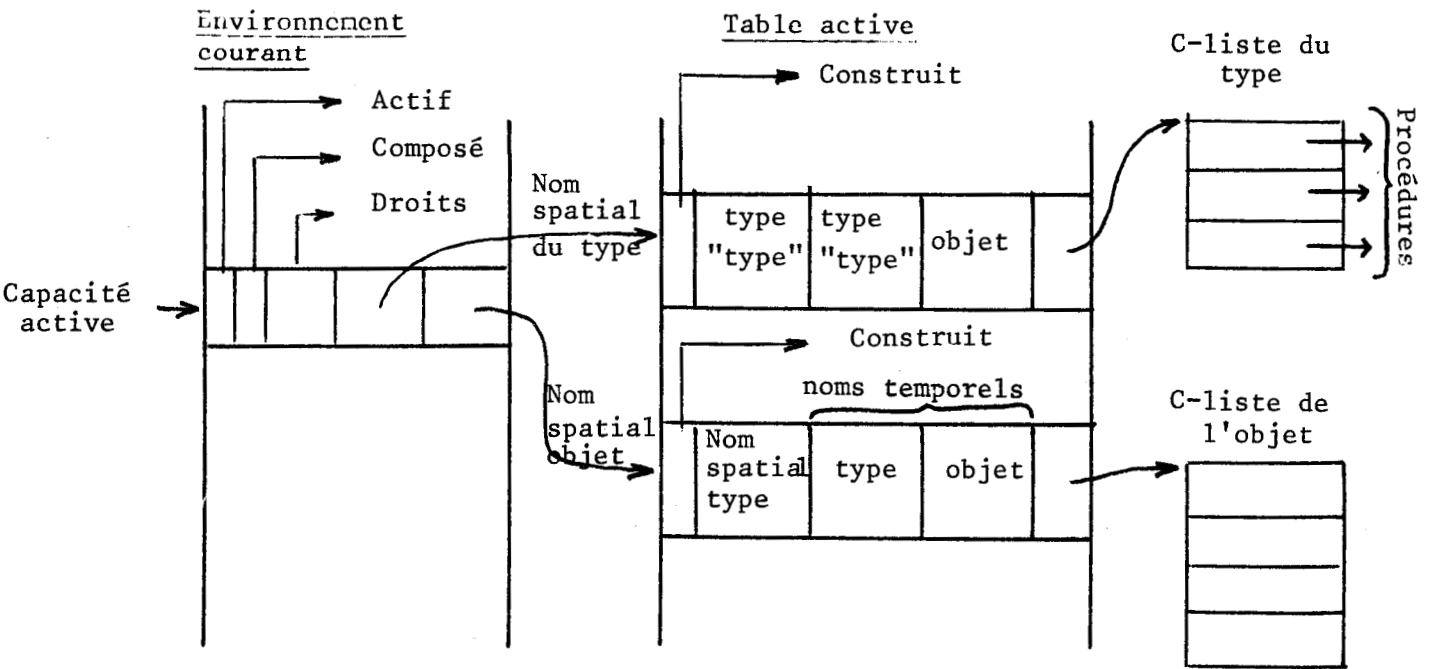 Environnement
courant
Actif
Composé
Droits
Capacité
active
Nom
spatial
du type
Nom
spatial
objet
Table active
Construit
type
"type"
type
"type"
objet
Construit
noms temporels
Nom
spatial
type
type
objet
C-liste du
type
Procédures
C-liste de
l'objet